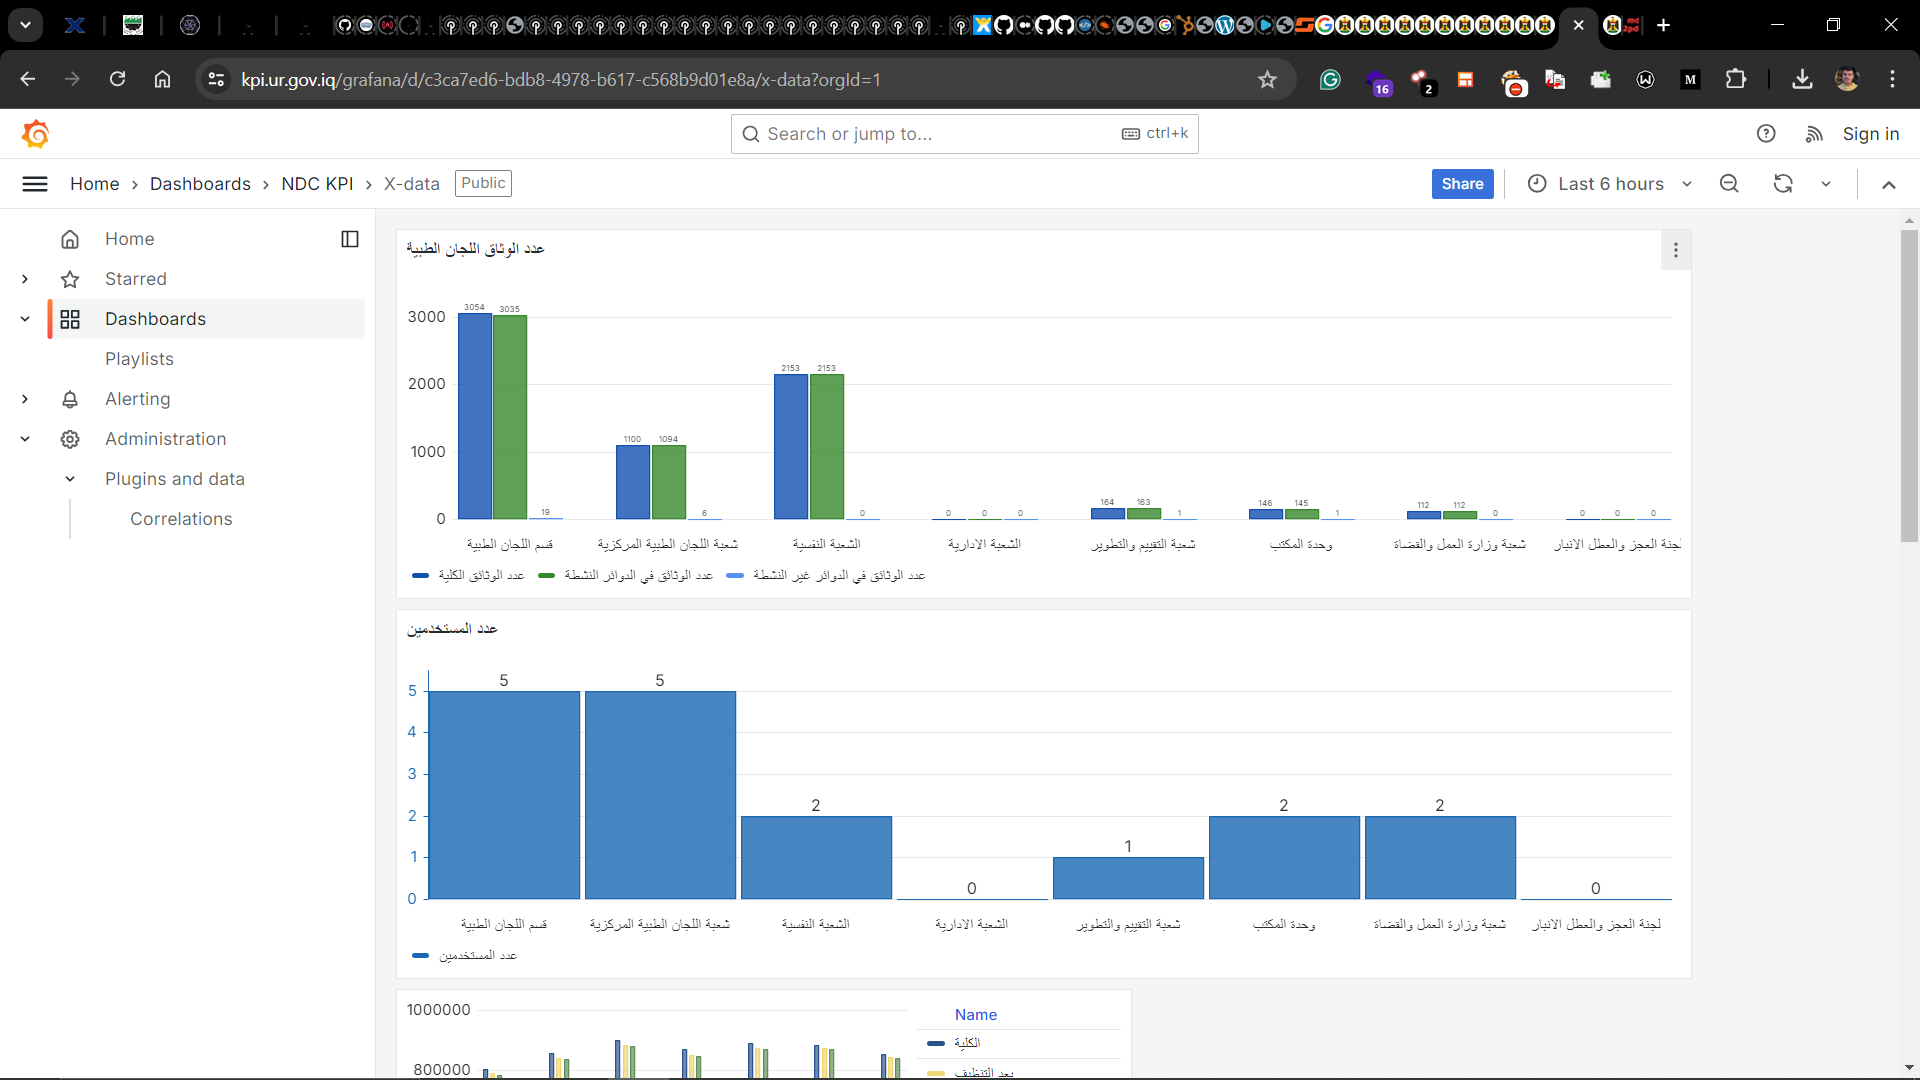 kpi.ur.gov.iq/grafana/d/c3ca7ed6-bdb8-4978-b617-c568b9d01e8a/x-data?orgId=1
16
2
Search or jump to...
ctrl+k
Sign in
Home › Dashboards › NDC KPI › X-data Public
Share
Last 6 hours
Home
Starred
Dashboards
Playlists
Alerting
Administration
Plugins and data
Correlations
عدد الوثاق اللجان الطبية
3000
2000
1000
0
3054 3035 19
1100 1094 6
2153 2153 0
0 0 0
164 163 1
146 145 1
112 112 0
0 0 0
قسم اللجان الطبية
شعبة اللجان الطبية المركزية
الشعبة النفسية
الشعبة الادارية
شعبة التقييم والتطوير
وحدة المكتب
شعبة وزارة العمل والقضاة
لجنة العجز والعطل الانبار
عدد الوثائق الكلية
عدد الوثائق في الدوائر النشطة
عدد الوثائق في الدوائر غير النشطة
عدد المستخدمين
5
4
3
2
1
0
5 5 2 0 1 2 2 0
قسم اللجان الطبية
شعبة اللجان الطبية المركزية
الشعبة النفسية
الشعبة الادارية
شعبة التقييم والتطوير
وحدة المكتب
شعبة وزارة العمل والقضاة
لجنة العجز والعطل الانبار
عدد المستخدمين
1000000
800000
Name
الكلية
بعد التنظيف